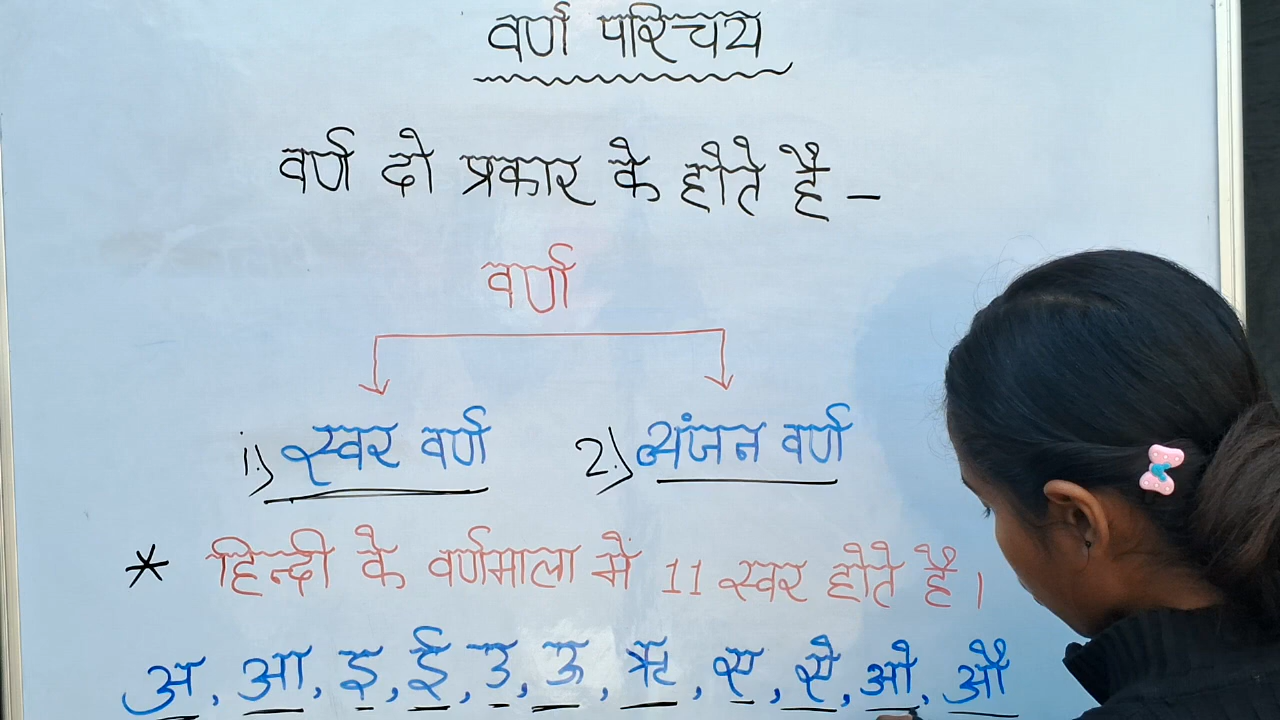 वर्ण परिचय
वर्ण दो प्रकार के होते है -
वर्ण
1.) स्वर वर्ण 2.) व्यंजन वर्ण
* हिन्दी के वर्णमाला में 11 स्वर होते है।
अ, आ, इ, ई, उ, ऊ, ऋ, ए, ऐ, ओ, औ